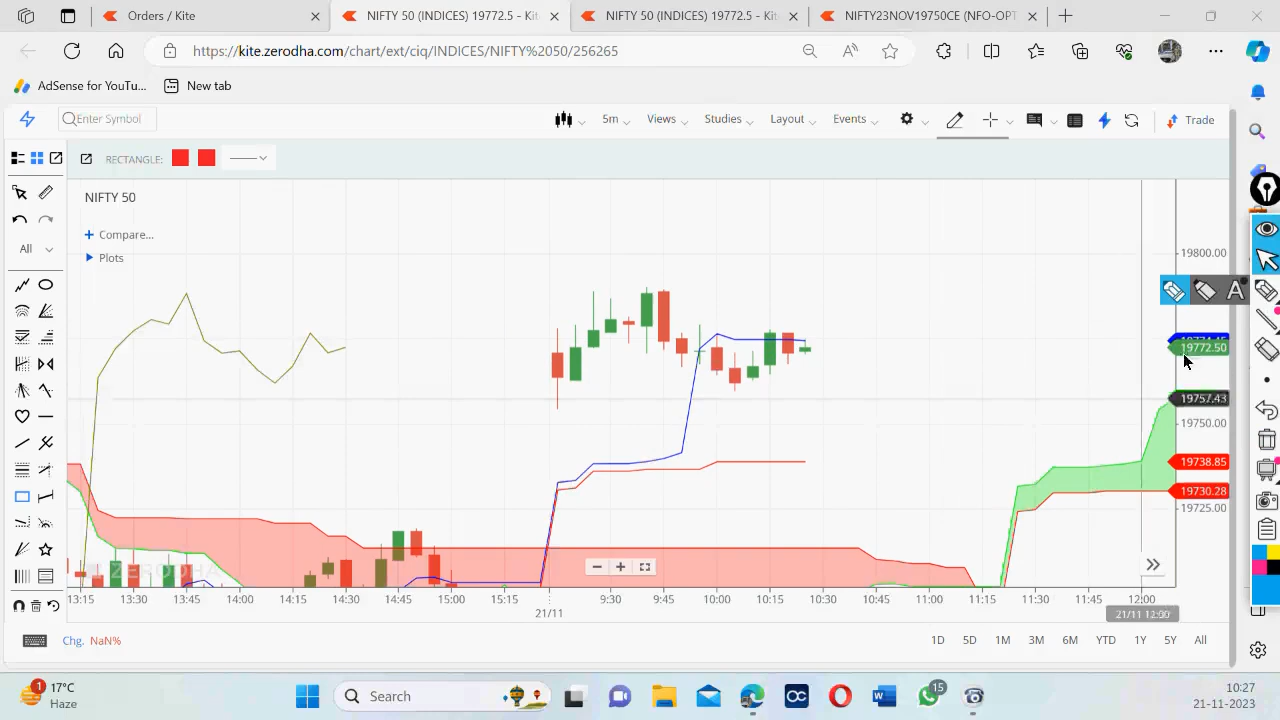 Orders / Kite
NIFTY 50 (INDICES) 19772.5 - Kit
NIFTY 50 (INDICES) 19772.5 - Kit
NIFTY23NOV19750CE (NFO-OPT
https://kite.zerodha.com/chart/ext/ciq/INDICES/NIFTY%2050/256265
AdSense for YouTu...
New tab
Enter Symbol
5m
Views
Studies
Layout
Events
Trade
RECTANGLE:
NIFTY 50
Compare...
Plots
All
19800.00
19772.50
19757.43
19750.00
19738.85
19730.28
19725.00
13:15 13:30 13:45 14:00 14:15 14:30 14:45 15:00 15:15 9:30 9:45 10:00 10:15 10:30 10:45 11:00 11:15 11:30 11:45 12:00
21/11
21/11 12:00
Chg. NaN%
1D 5D 1M 3M 6M YTD 1Y 5Y All
1
17°C
Haze
Search
15
10:27
21-11-2023